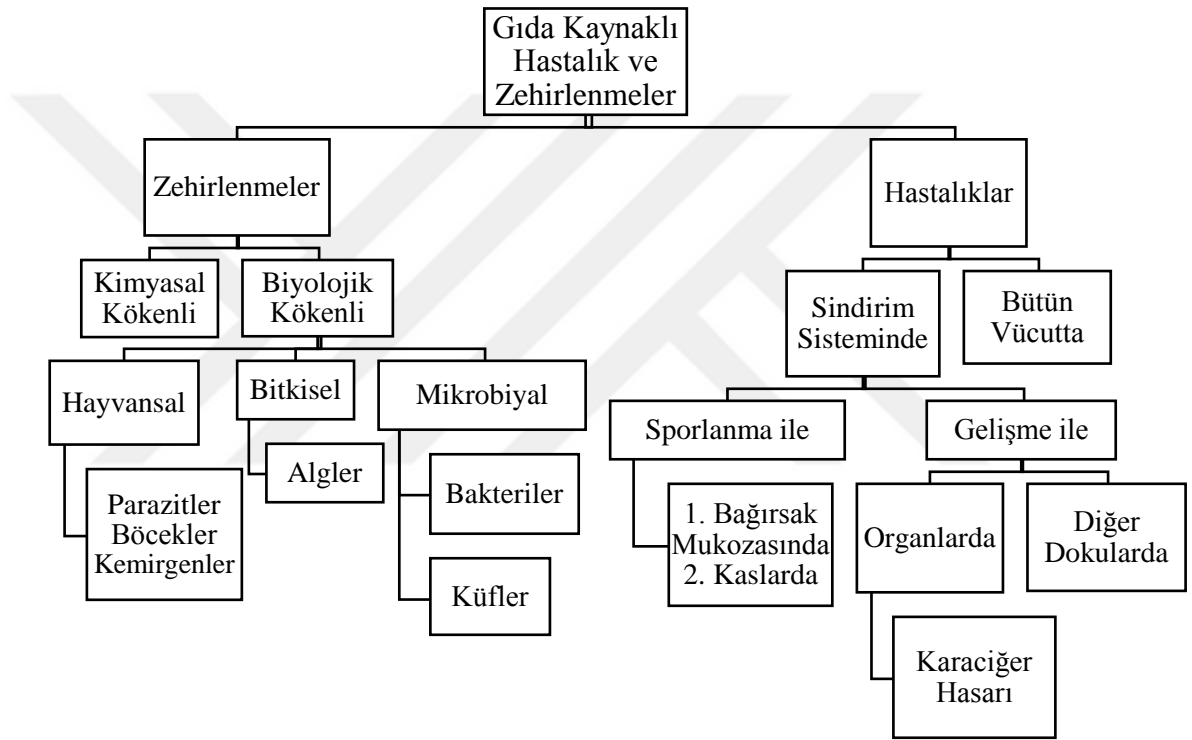 Gıda Kaynaklı
Hastalık ve
Zehirlenmeler
Zehirlenmeler
Hastalıklar
Kimyasal
Kökenli
Biyolojik
Kökenli
Sindirim
Sisteminde
Bütün
Vücutta
Hayvansal
Bitkisel
Mikrobiyal
Sporlanma ile
Gelişme ile
Parazitler
Böcekler
Kemirgenler
Algler
Bakteriler
Küfler
1. Bağırsak
Mukozasında
2. Kaslarda
Organlarda
Diğer
Dokularda
Karaciğer
Hasarı